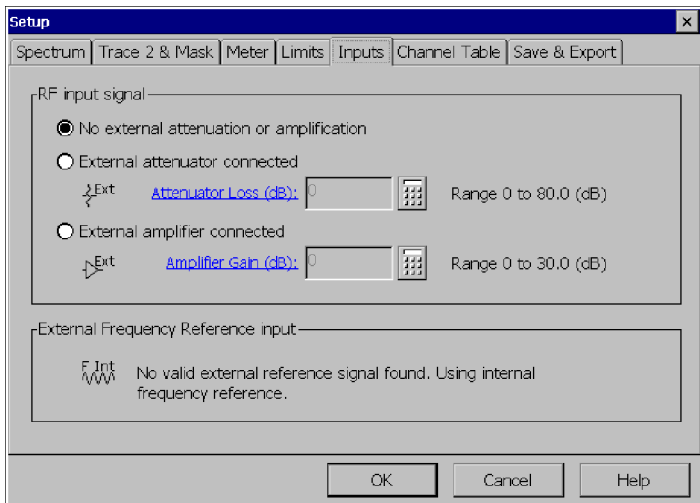 Setup
Spectrum Trace 2 & Mask Meter Limits Inputs Channel Table Save & Export
RF input signal
No external attenuation or amplification
External attenuator connected
Ext Attenuator Loss (dB): 0 Range 0 to 80.0 (dB)
External amplifier connected
Ext Amplifier Gain (dB): 0 Range 0 to 30.0 (dB)
External Frequency Reference input
F Int No valid external reference signal found. Using internal
frequency reference.
OK Cancel Help